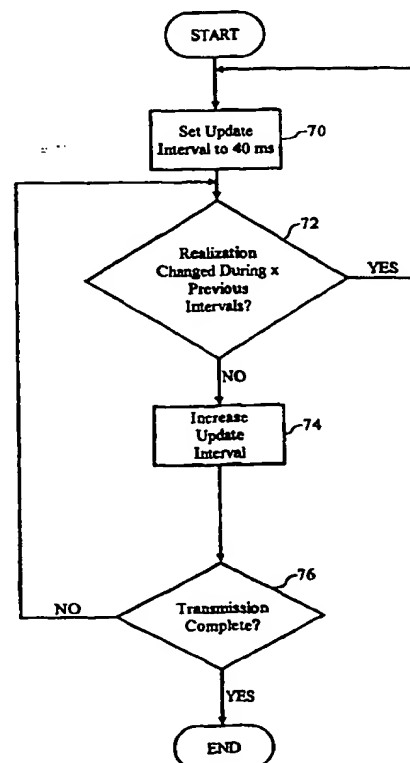 START
Set Update
Interval to 40 ms
70
72
Realization
Changed During x
Previous
Intervals?
YES
NO
Increase
Update
Interval
74
76
NO
Transmission
Complete?
YES
END